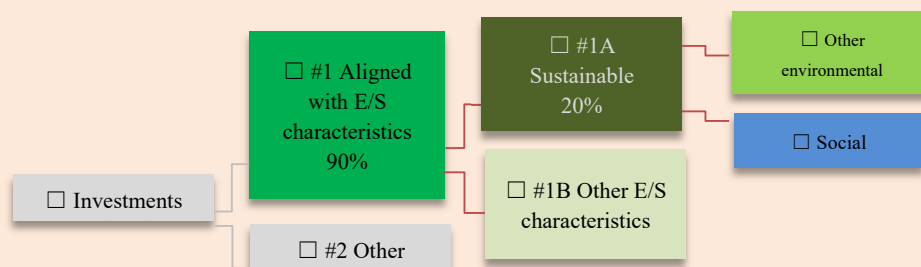 ☐ Investments
☐ #1 Aligned
with E/S
characteristics
90%
☐ #2 Other
☐ #1A
Sustainable
20%
☐ #1B Other E/S
characteristics
☐ Other
environmental
☐ Social